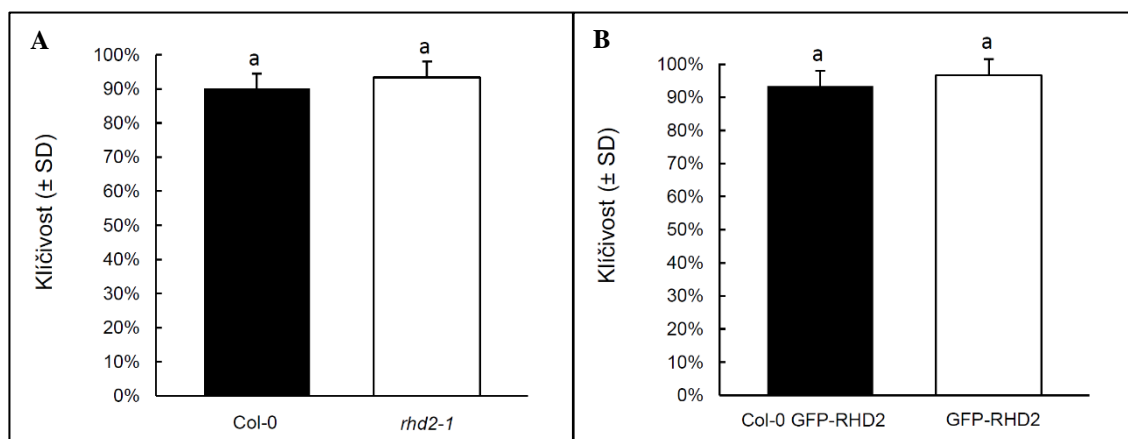 A
Klíčivost (± SD)
100%
90%
80%
70%
60%
50%
40%
30%
20%
10%
0%
a
a
Col-0
rhd2-1
B
Klíčivost (± SD)
100%
90%
80%
70%
60%
50%
40%
30%
20%
10%
0%
a
a
Col-0 GFP-RHD2
GFP-RHD2